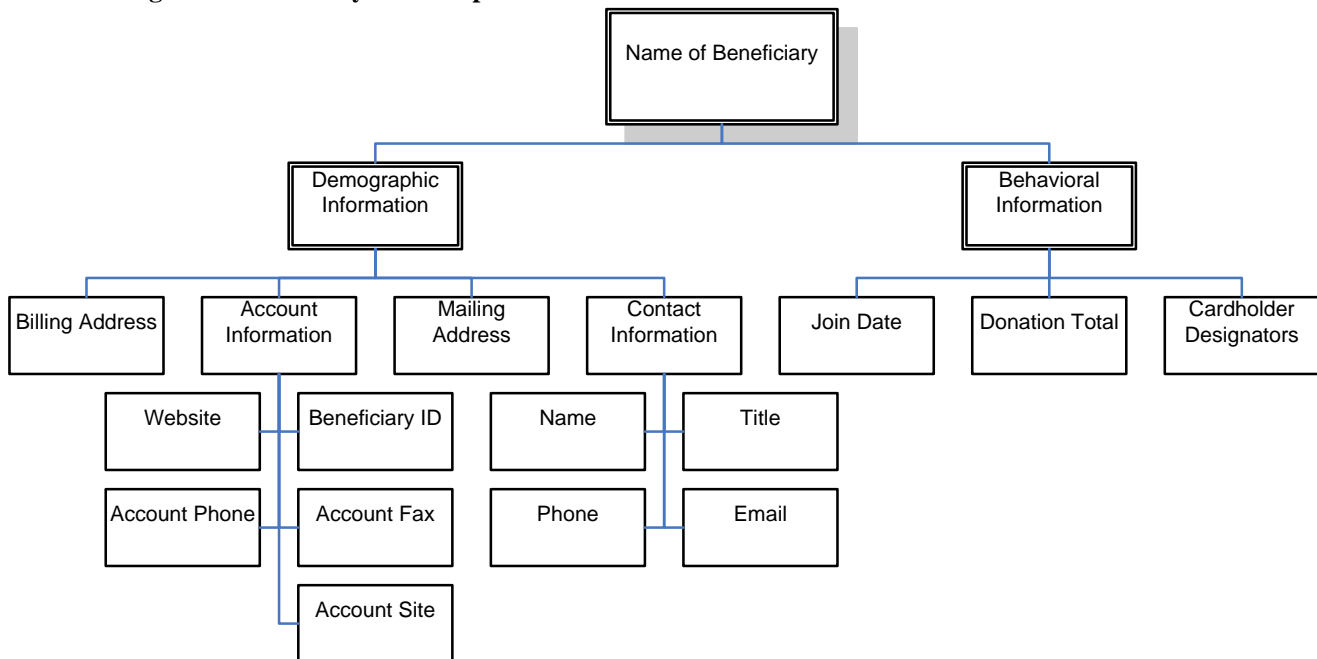 Name of Beneficiary
Demographic
Information
Behavioral
Information
Billing Address
Account
Information
Mailing
Address
Contact
Information
Join Date
Donation Total
Cardholder
Designators
Website
Beneficiary ID
Name
Title
Account Phone
Account Fax
Phone
Email
Account Site